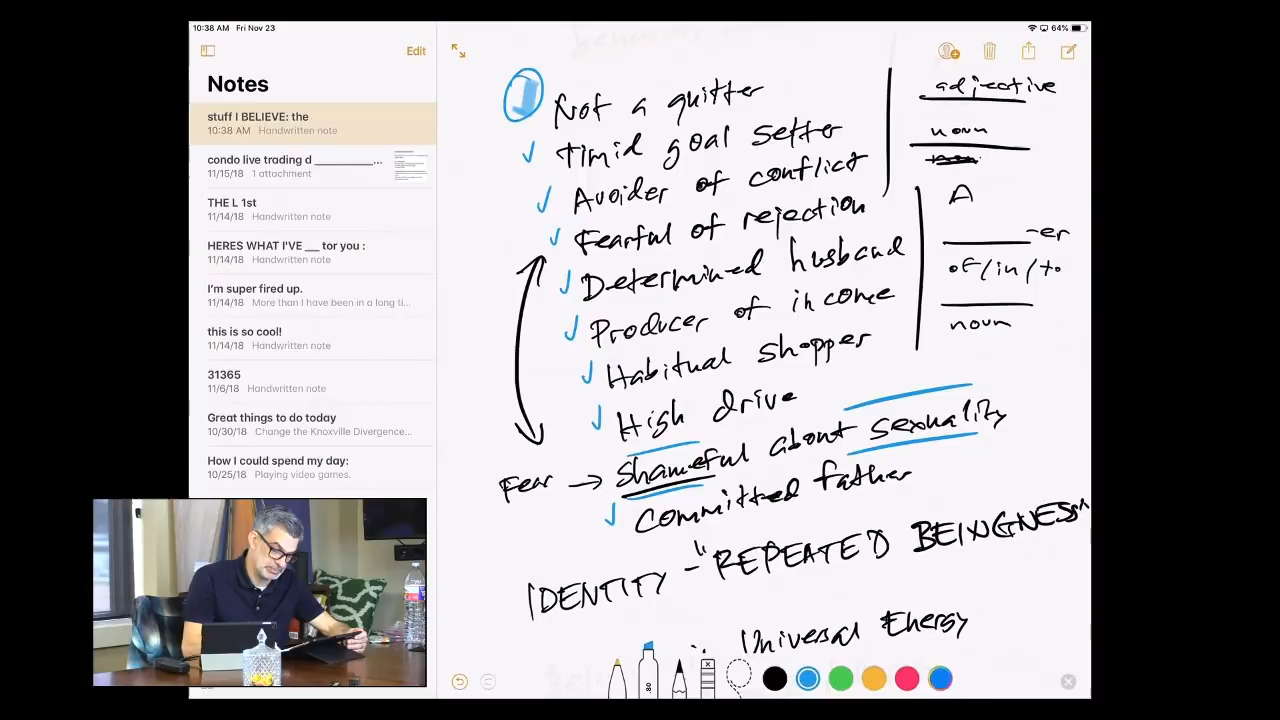 10:38 AM Fri Nov 23
64%
Edit
Notes
stuff I BELIEVE: the
10:38 AM Handwritten note
condo live trading d ___________...
11/15/18 1 attachment
THE L 1st
11/14/18 Handwritten note
HERES WHAT I'VE ___ tor you :
11/14/18 Handwritten note
I'm super fired up.
11/14/18 More than I have been in a long ti...
this is so cool!
11/14/18 Handwritten note
31365
11/6/18 Handwritten note
Great things to do today
10/30/18 Change the Knoxville Divergence...
How I could spend my day:
10/25/18 Playing video games.
Not a quitter
✓ Timid goal setter
✓ Avoider of conflict
✓ Fearful of rejection
✓ Determined husband
✓ Producer of income
✓ Habitual shopper
✓ High drive
Fear → shameful about sexuality
✓ committed father
IDENTITY - "REPEATED BEINGNESS"
Universal Energy
adjective
noun
A
-er
of/in/to
noun
.80